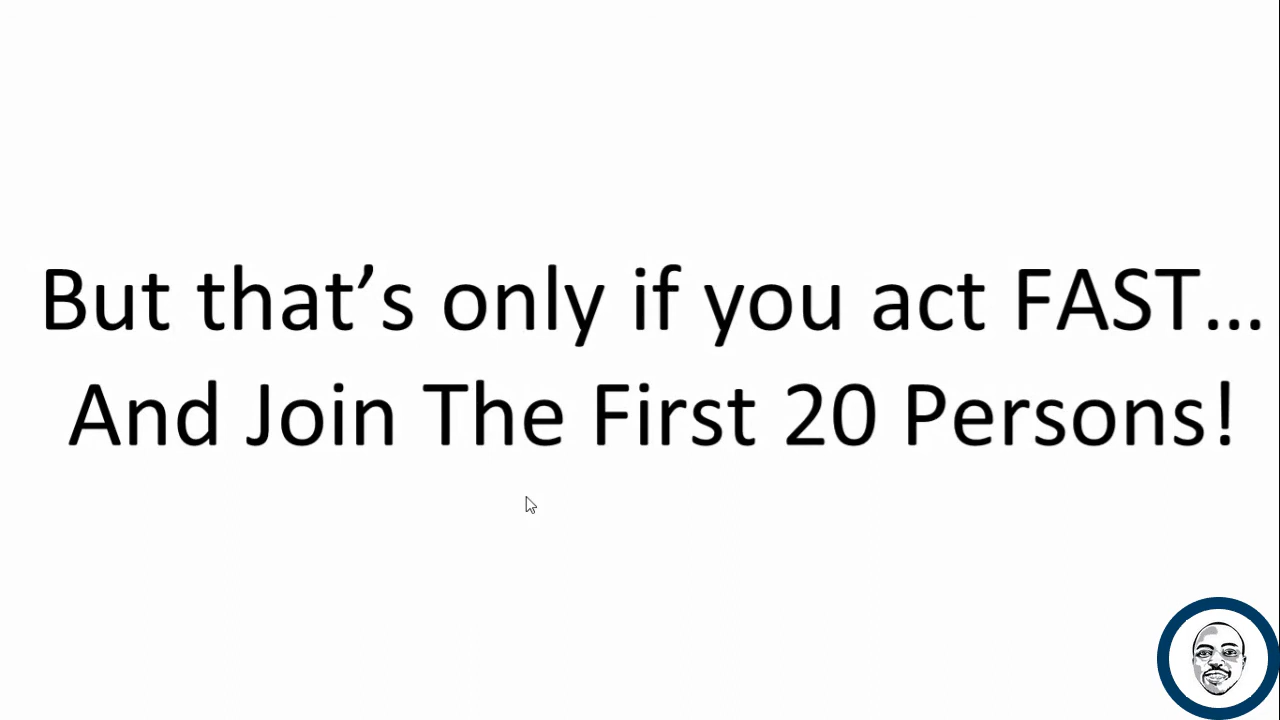 But that’s only if you act FAST…
And Join The First 20 Persons!